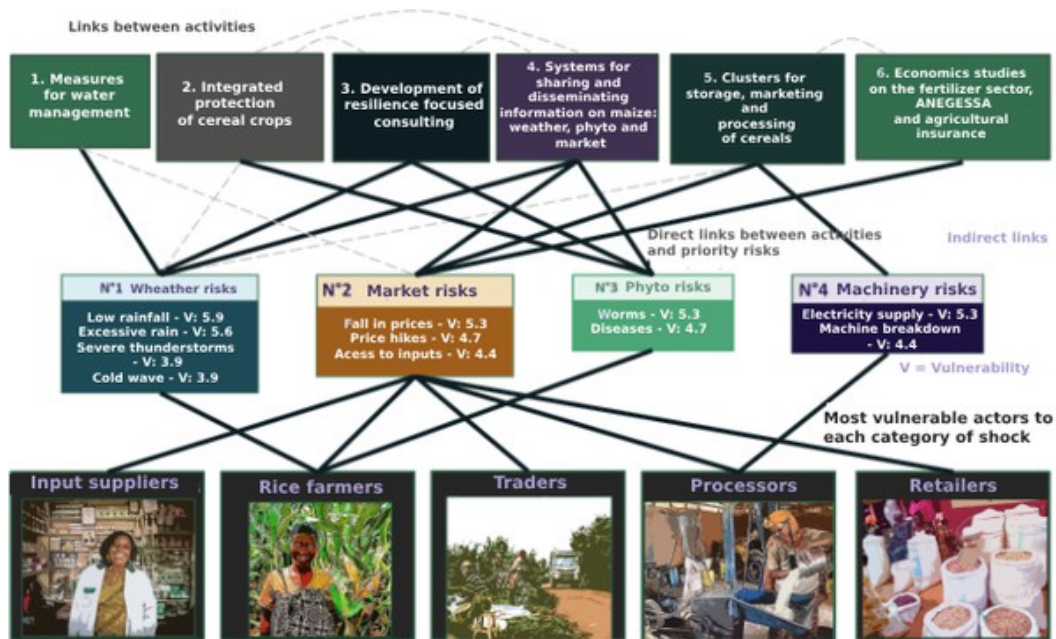 Links between activities
1. Measures
for water
management
2. Integrated
protection
of cereal crops
3. Development of
resilience focused
consulting
4. Systems for
sharing and
disseminating
information on maize:
weather, phyto and
market
5. Clusters for
storage, marketing
and
processing
of cereals
6. Economics studies
on the fertilizer sector,
ANEGESSA
and agricultural
insurance
Direct links between activities
and priority risks
Indirect links
N°1 Wheather risks
Low rainfall - V: 5.9
Excessive rain - V: 5.6
Severe thunderstorms
- V: 3.9
Cold wave - V: 3.9
N°2 Market risks
Fall in prices - V: 5.3
Price hikes - V: 4.7
Acess to inputs - V: 4.4
N°3 Phyto risks
Worms - V: 5.3
Diseases - V: 4.7
N°4 Machinery risks
Electricity supply - V: 5.3
Machine breakdown
- V: 4.4
V = Vulnerability
Most vulnerable actors to
each category of shock
Input suppliers
Rice farmers
Traders
Processors
Retailers